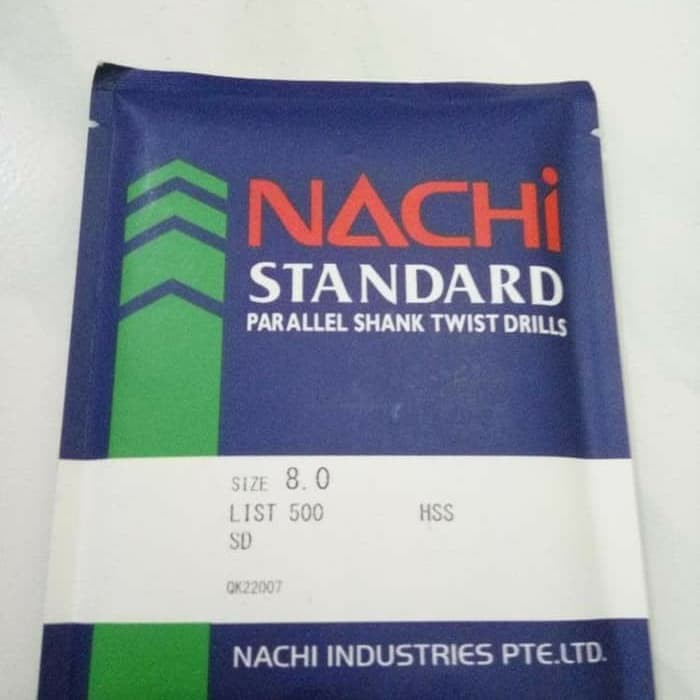 NACHi
STANDARD
PARALLEL SHANK TWIST DRILLS
SIZE 8.0
LIST 500 HSS
SD
QK22007
NACHI INDUSTRIES PTE.LTD.